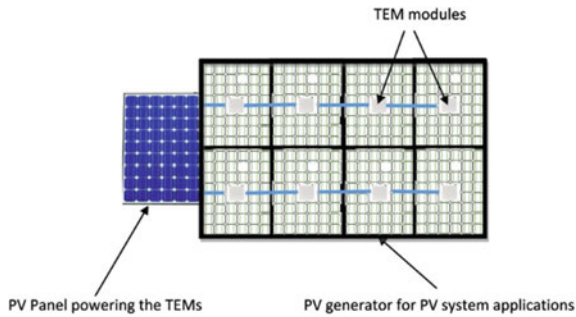 TEM modules
PV Panel powering the TEMs
PV generator for PV system applications